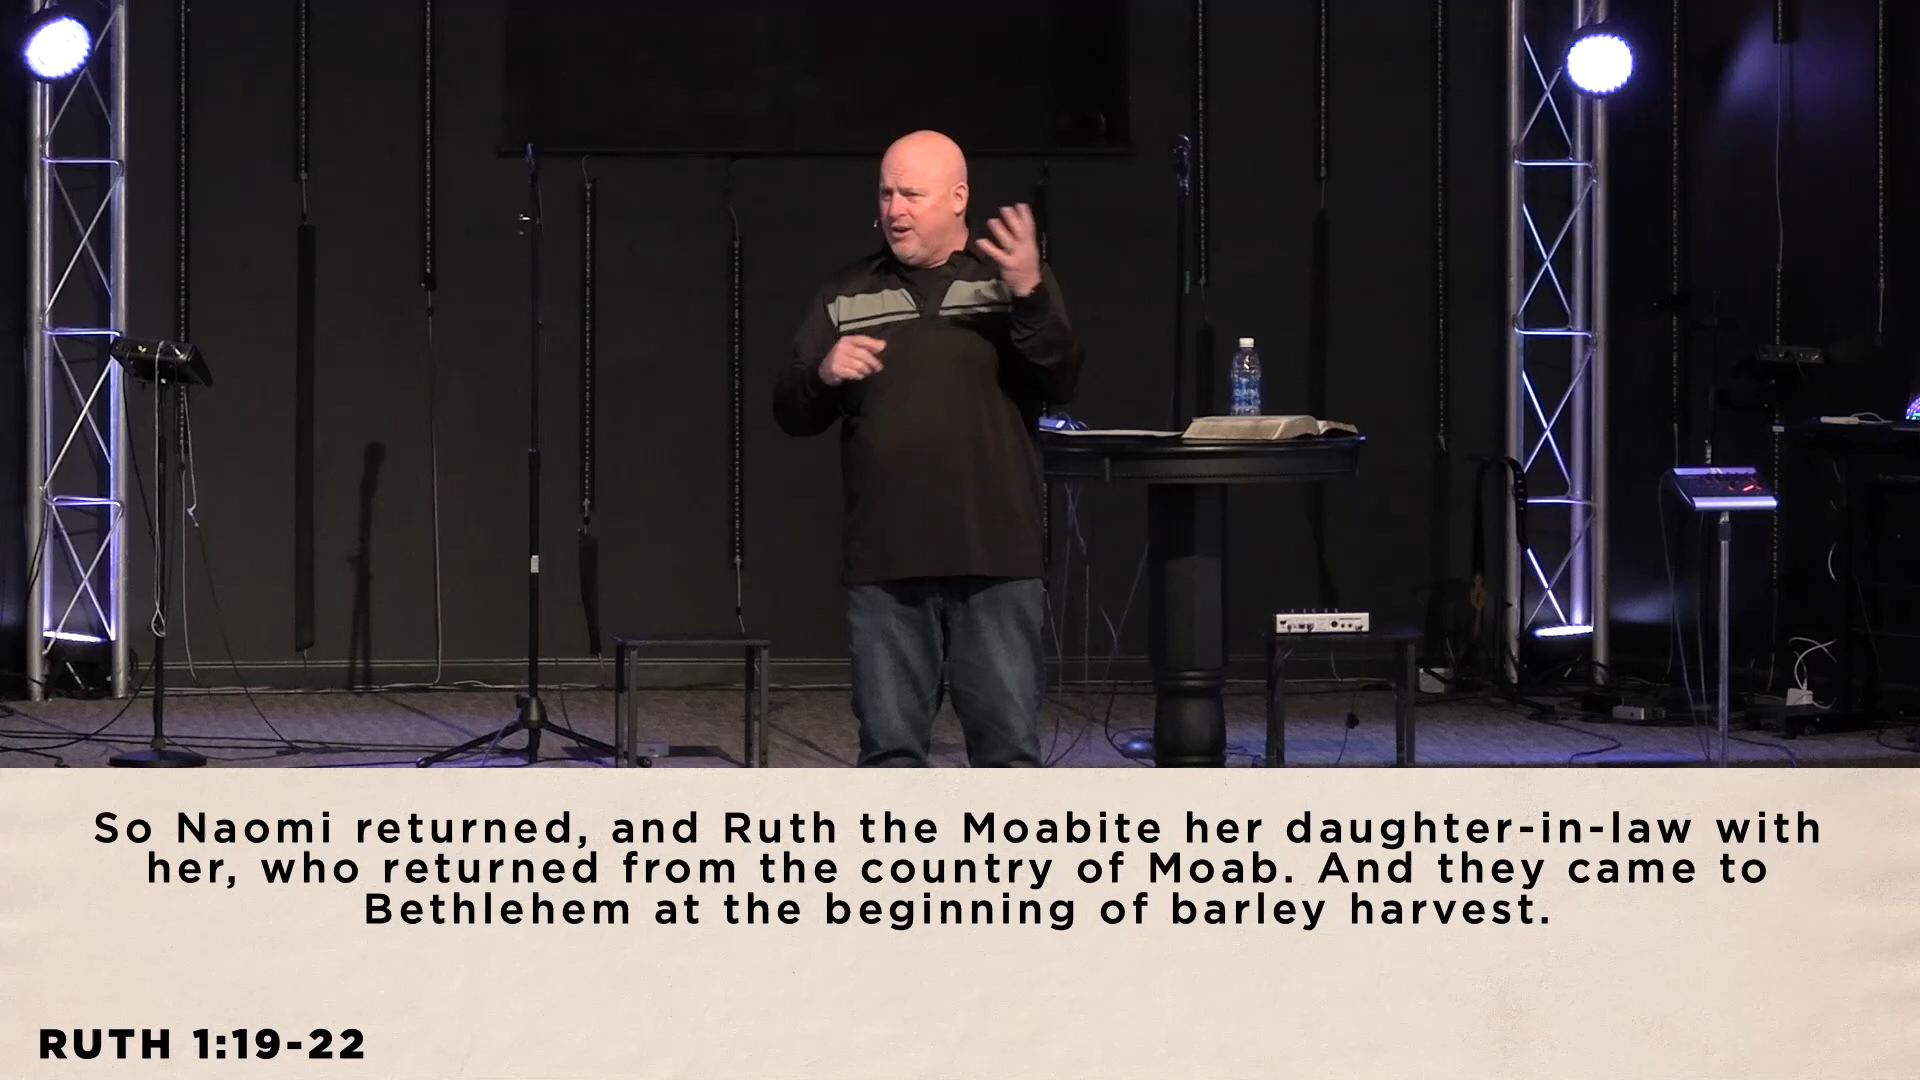 So Naomi returned, and Ruth the Moabite her daughter-in-law with
her, who returned from the country of Moab. And they came to
Bethlehem at the beginning of barley harvest.
RUTH 1:19-22